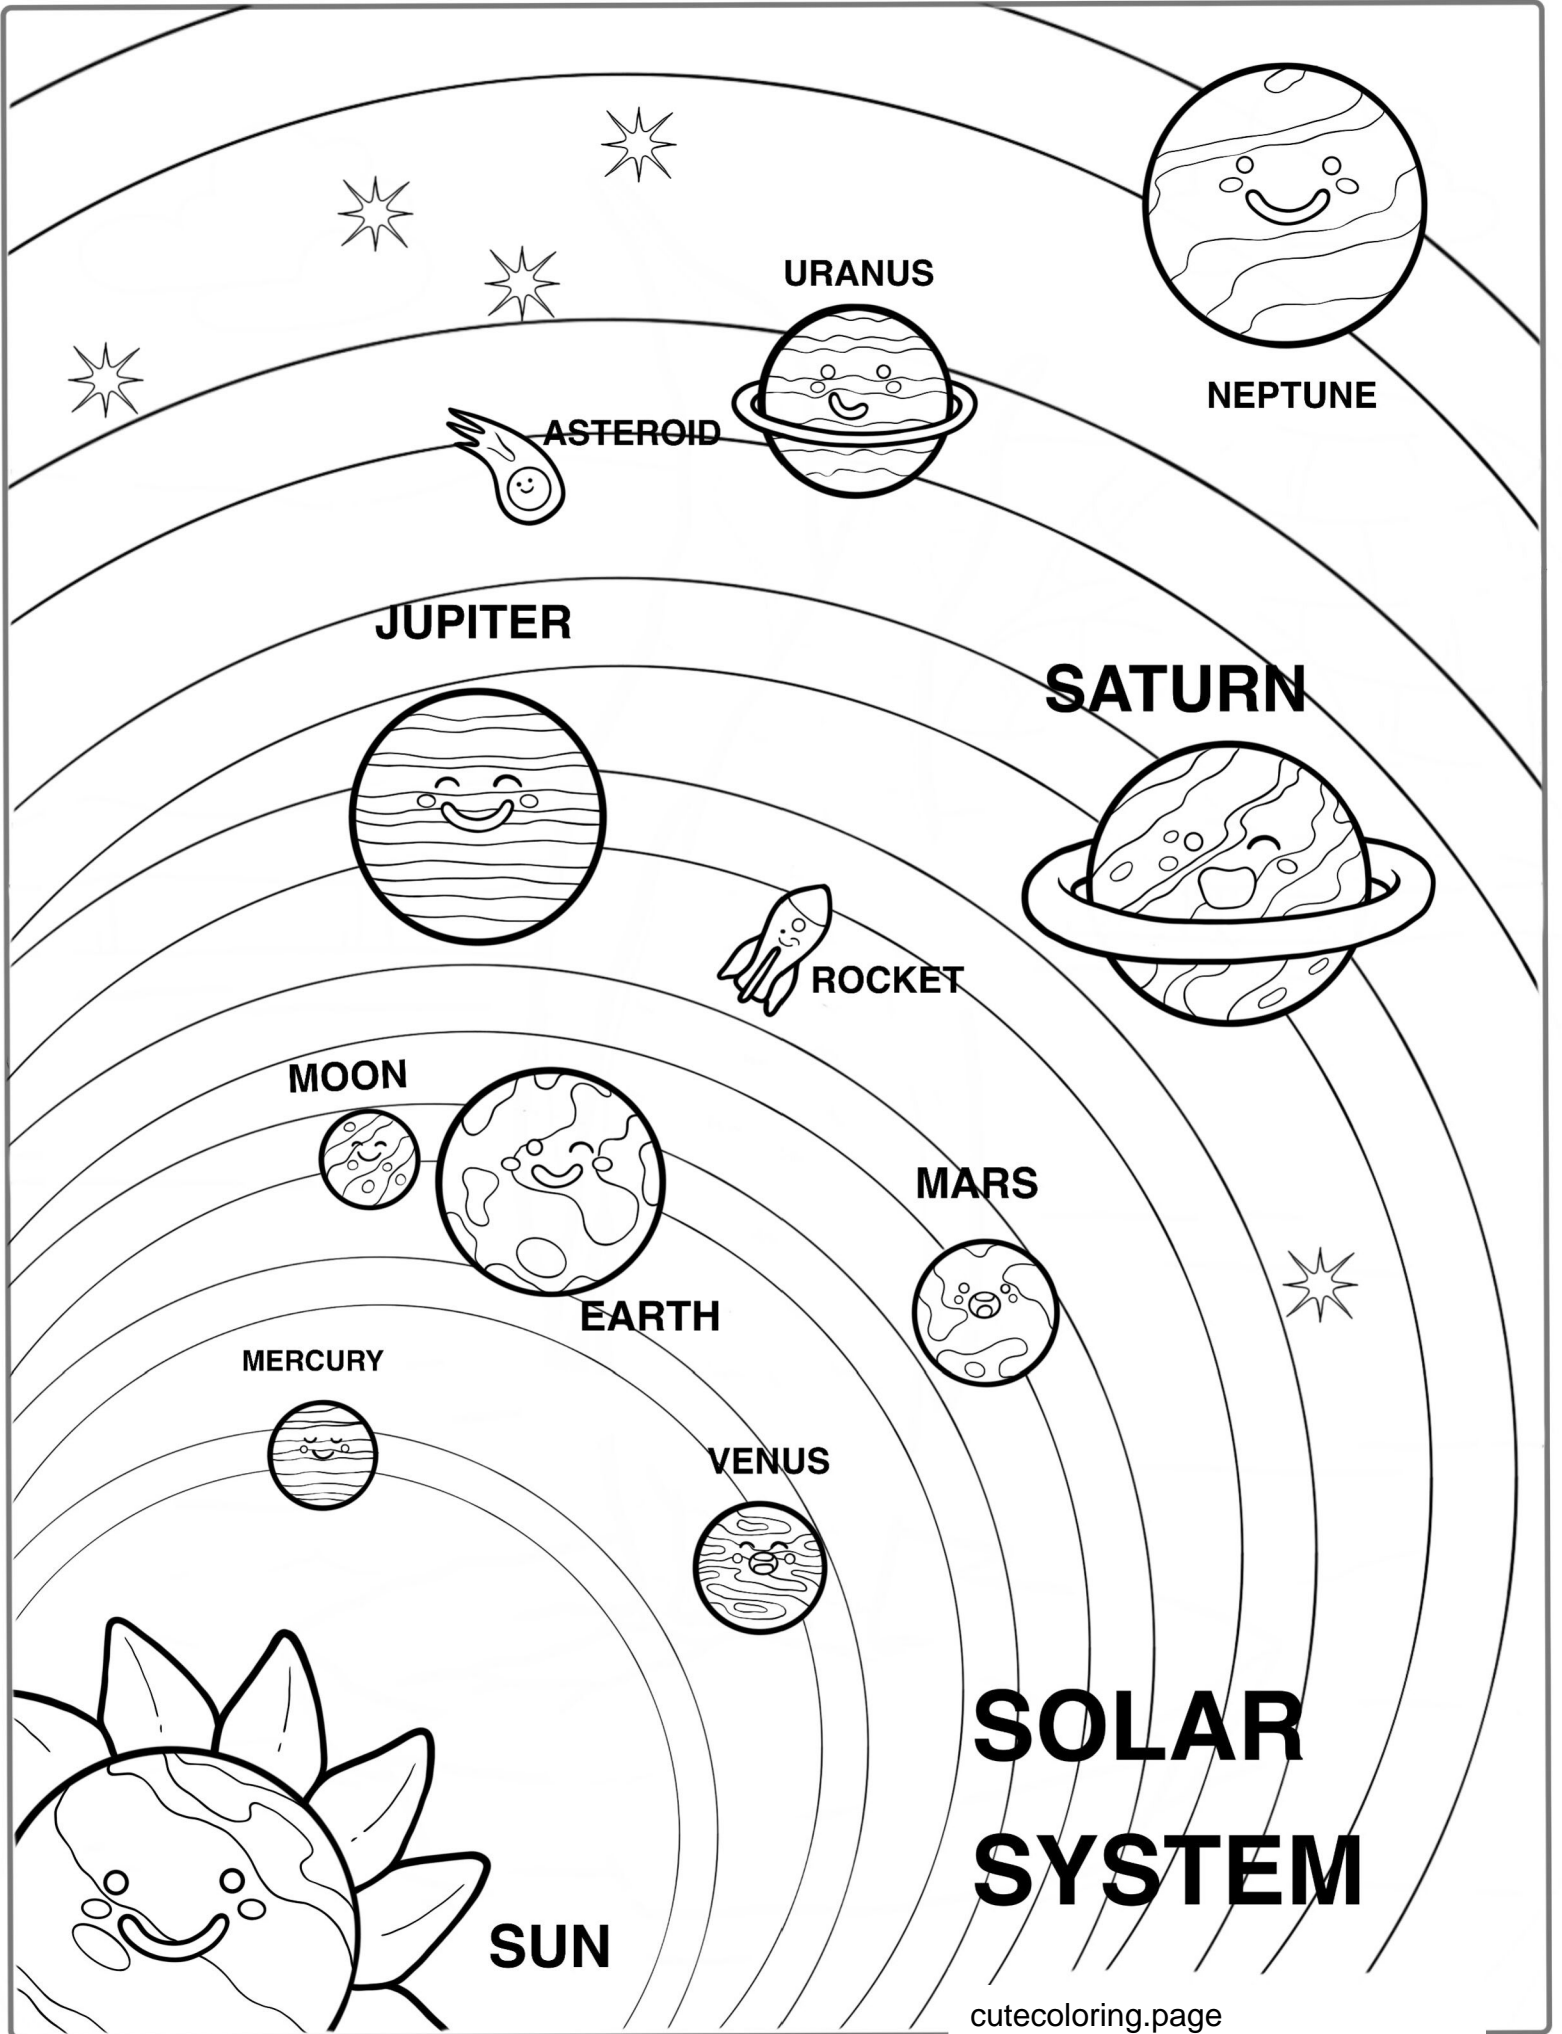 URANUS
NEPTUNE
ASTEROID
JUPITER
SATURN
ROCKET
MOON
MARS
EARTH
MERCURY
VENUS
SOLAR
SYSTEM
SUN
cutecoloring.page